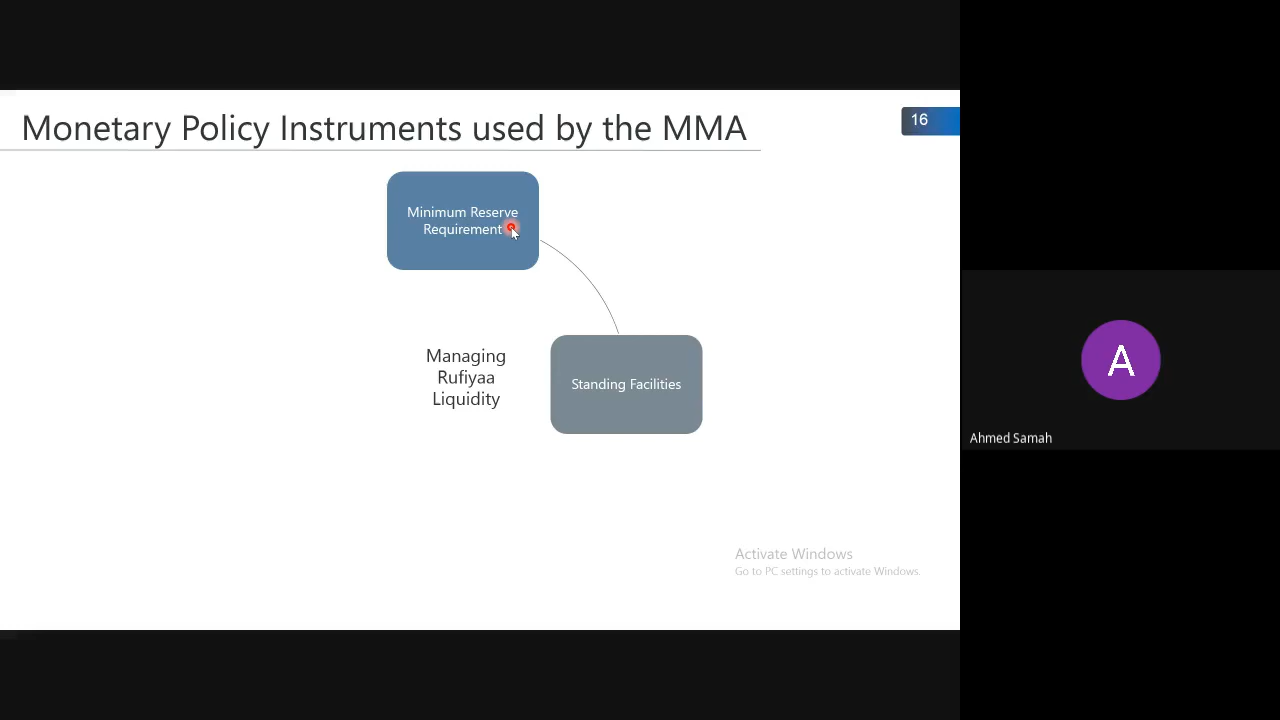 Monetary Policy Instruments used by the MMA
16
Minimum Reserve
Requirement
Managing
Rufiyaa
Liquidity
Standing Facilities
A
Ahmed Samah
Activate Windows
Go to PC settings to activate Windows.